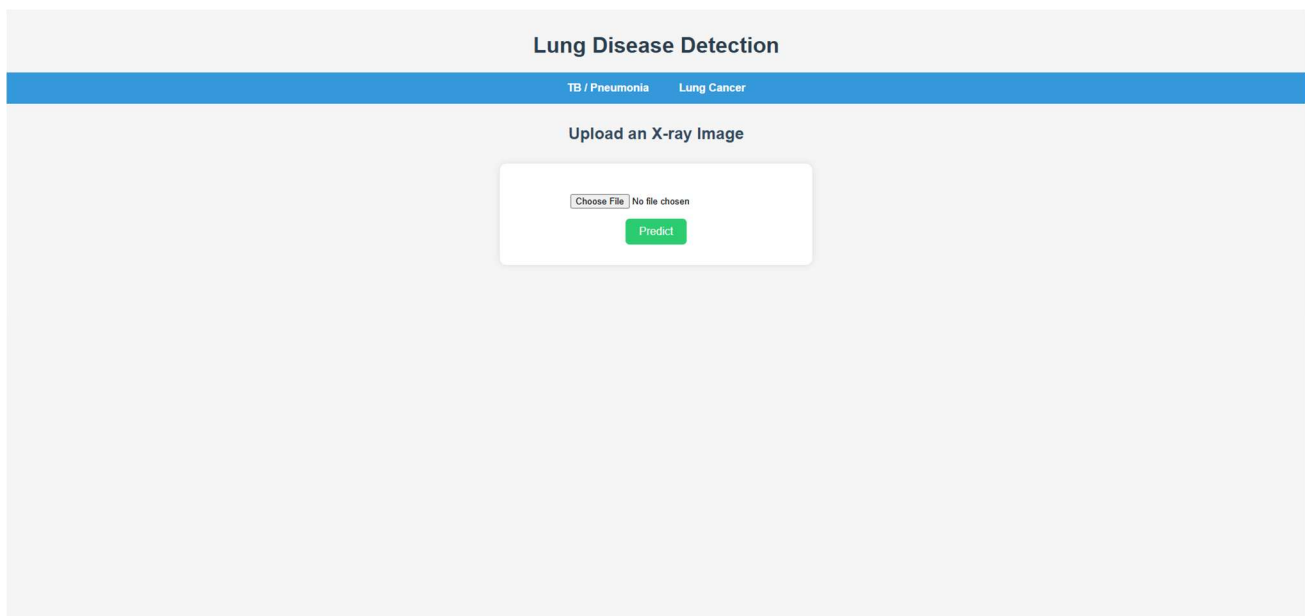 Lung Disease Detection
TB / Pneumonia Lung Cancer
Upload an X-ray Image
Choose File No file chosen
Predict